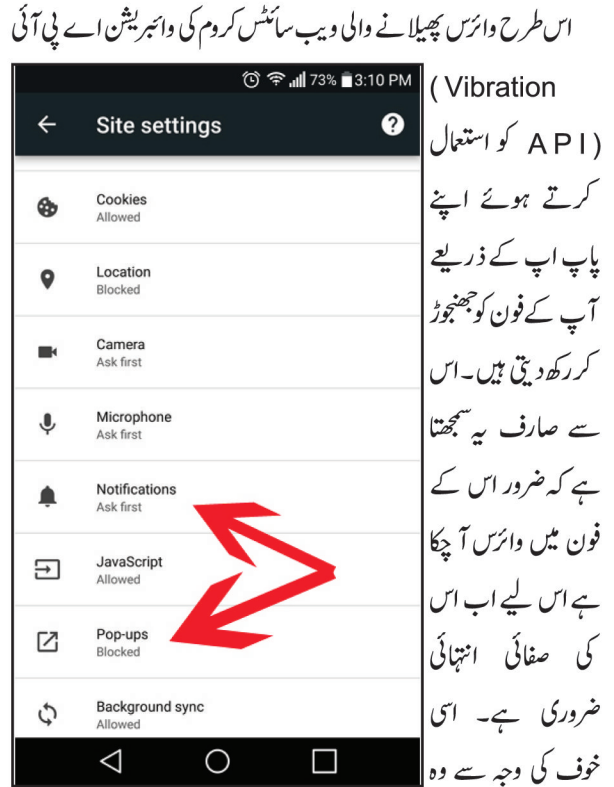 اس طرح وائرس پھیلانے والی ویب سائٹس کروم کی وائبریشن اے پی آئی
(Vibration
API) کو استعمال
کرتے ہوئے اپنے
پاپ اپ کے ذریعے
آپ کے فون کو جھنجوڑ
کر رکھ دیتی ہیں۔ اس
سے صارف یہ سمجھتا
ہے کہ ضرور اس کے
فون میں وائرس آ چکا
ہے اس لیے اب اس
کی صفائی انتہائی
ضروری ہے۔ اسی
خوف کی وجہ سے وہ
73% 3:10 PM
Site settings
Cookies
Allowed
Location
Blocked
Camera
Ask first
Microphone
Ask first
Notifications
Ask first
JavaScript
Allowed
Pop-ups
Blocked
Background sync
Allowed